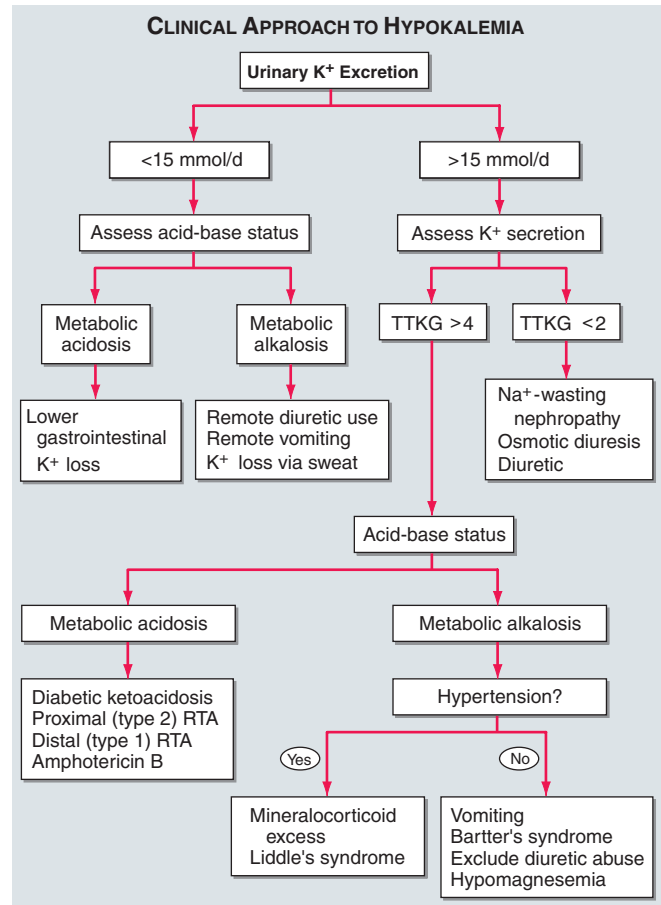 CLINICAL APPROACH TO HYPOKALEMIA
Urinary K+ Excretion
<15 mmol/d
>15 mmol/d
Assess acid-base status
Assess K+ secretion
Metabolic
acidosis
Metabolic
alkalosis
TTKG >4
TTKG <2
Lower
gastrointestinal
K+ loss
Remote diuretic use
Remote vomiting
K+ loss via sweat
Na+-wasting
nephropathy
Osmotic diuresis
Diuretic
Acid-base status
Metabolic acidosis
Metabolic alkalosis
Diabetic ketoacidosis
Proximal (type 2) RTA
Distal (type 1) RTA
Amphotericin B
Hypertension?
Yes
No
Mineralocorticoid
excess
Liddle's syndrome
Vomiting
Bartter's syndrome
Exclude diuretic abuse
Hypomagnesemia